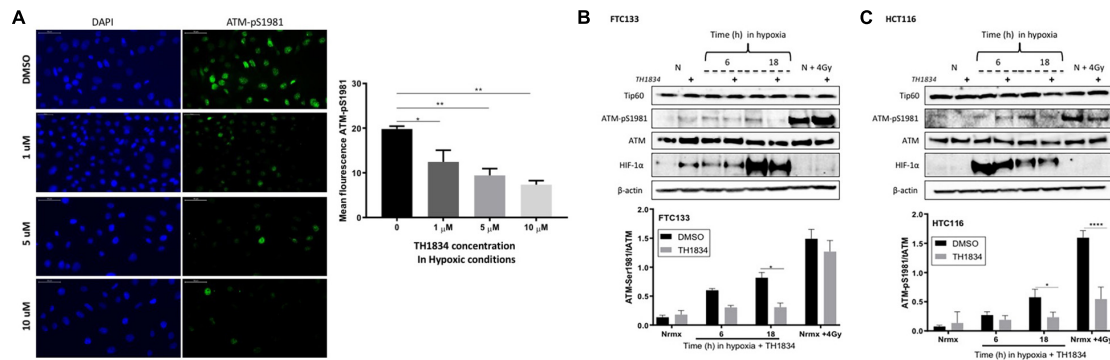 A
DAPI
ATM-pS1981
DMSO
1 uM
5 uM
10 uM
Mean flourescence ATM-pS1981
30
20
10
0
*
**
**
0
1 µM
5 µM
10 µM
TH1834 concentration
In Hypoxic conditions
B
FTC133
Time (h) in hypoxia
N
6
18
N + 4Gy
TH1834
+
+
+
+
Tip60
ATM-pS1981
ATM
HIF-1α
β-actin
ATM-Ser1981/tATM
2.0
1.5
1.0
0.5
0.0
FTC133
DMSO
TH1834
*
Nrmx
6
18
Nrmx +4Gy
Time (h) in hypoxia + TH1834
C
HCT116
Time (h) in hypoxia
N
6
18
N + 4Gy
TH1834
+
+
+
+
Tip60
ATM-pS1981
ATM
HIF-1α
β-actin
ATM-pS1981/tATM
2.0
1.5
1.0
0.5
0.0
HTC116
DMSO
TH1834
*
****
Nrmx
6
18
Nrmx +4Gy
Time (h) in hypoxia + TH1834